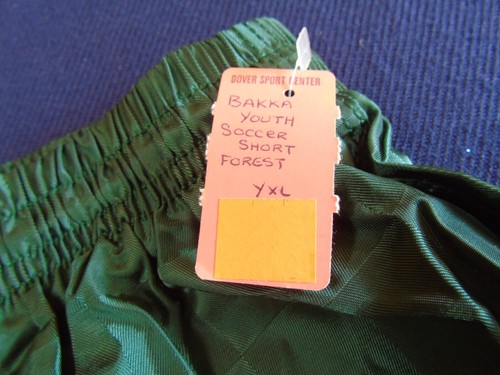 DOVER SPORT CENTER
BAKKA
YOUTH
SOCCER
SHORT
FOREST
YXL